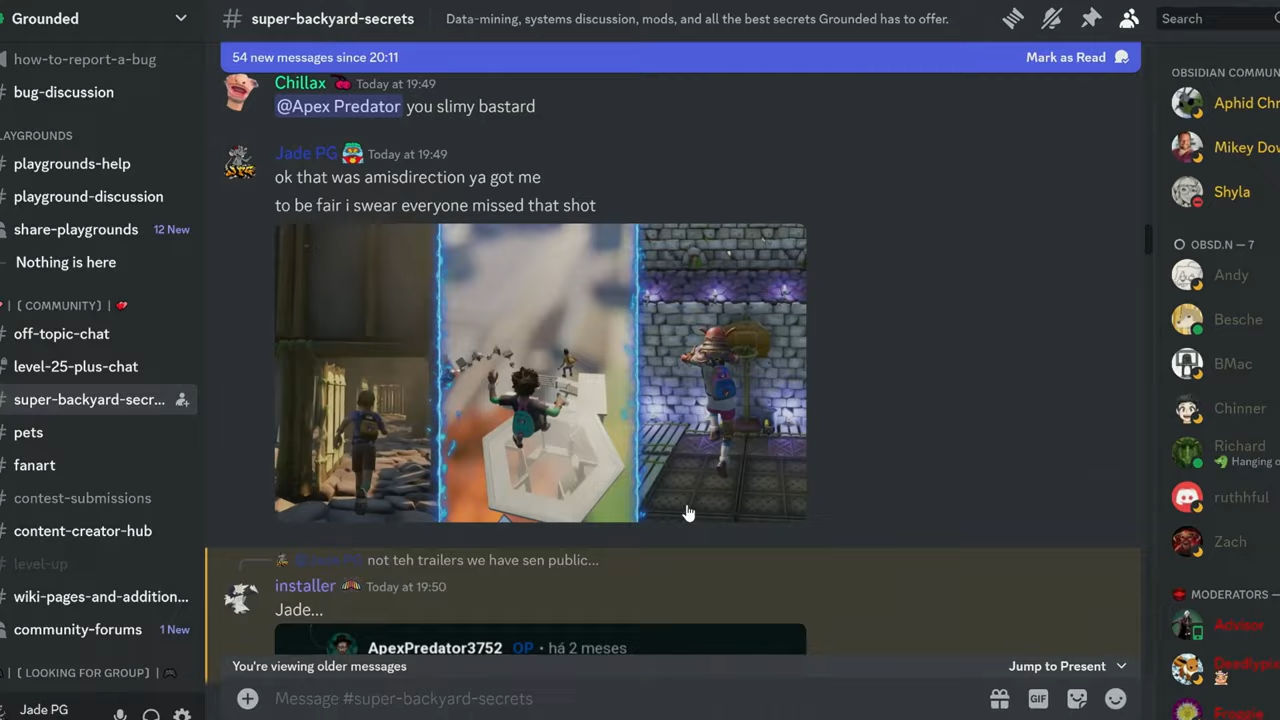 Grounded
how-to-report-a-bug
bug-discussion
LAYGROUNDS
playgrounds-help
playground-discussion
share-playgrounds 12 New
Nothing is here
| [ COMMUNITY] |
off-topic-chat
level-25-plus-chat
super-backyard-secr...
pets
fanart
contest-submissions
content-creator-hub
level-up
wiki-pages-and-addition...
community-forums 1 New
| [ LOOKING FOR GROUP] |
Jade PG
# super-backyard-secrets
Data-mining, systems discussion, mods, and all the best secrets Grounded has to offer.
Search
54 new messages since 20:11
Mark as Read
Chillax Today at 19:49
@Apex Predator you slimy bastard
Jade PG Today at 19:49
ok that was amisdirection ya got me
to be fair i swear everyone missed that shot
@Jade PG not teh trailers we have sen public...
installer Today at 19:50
Jade...
ApexPredator3752 OP • há 2 meses
You're viewing older messages
Jump to Present
Message #super-backyard-secrets
GIF
OBSIDIAN COMMUN
Aphid Chr
Mikey Dov
Shyla
OBSD.N — 7
Andy
Besche
BMac
Chinner
Richard
Hanging o
ruthhful
Zach
MODERATORS —
Advisor
Deadlypix
Froggie